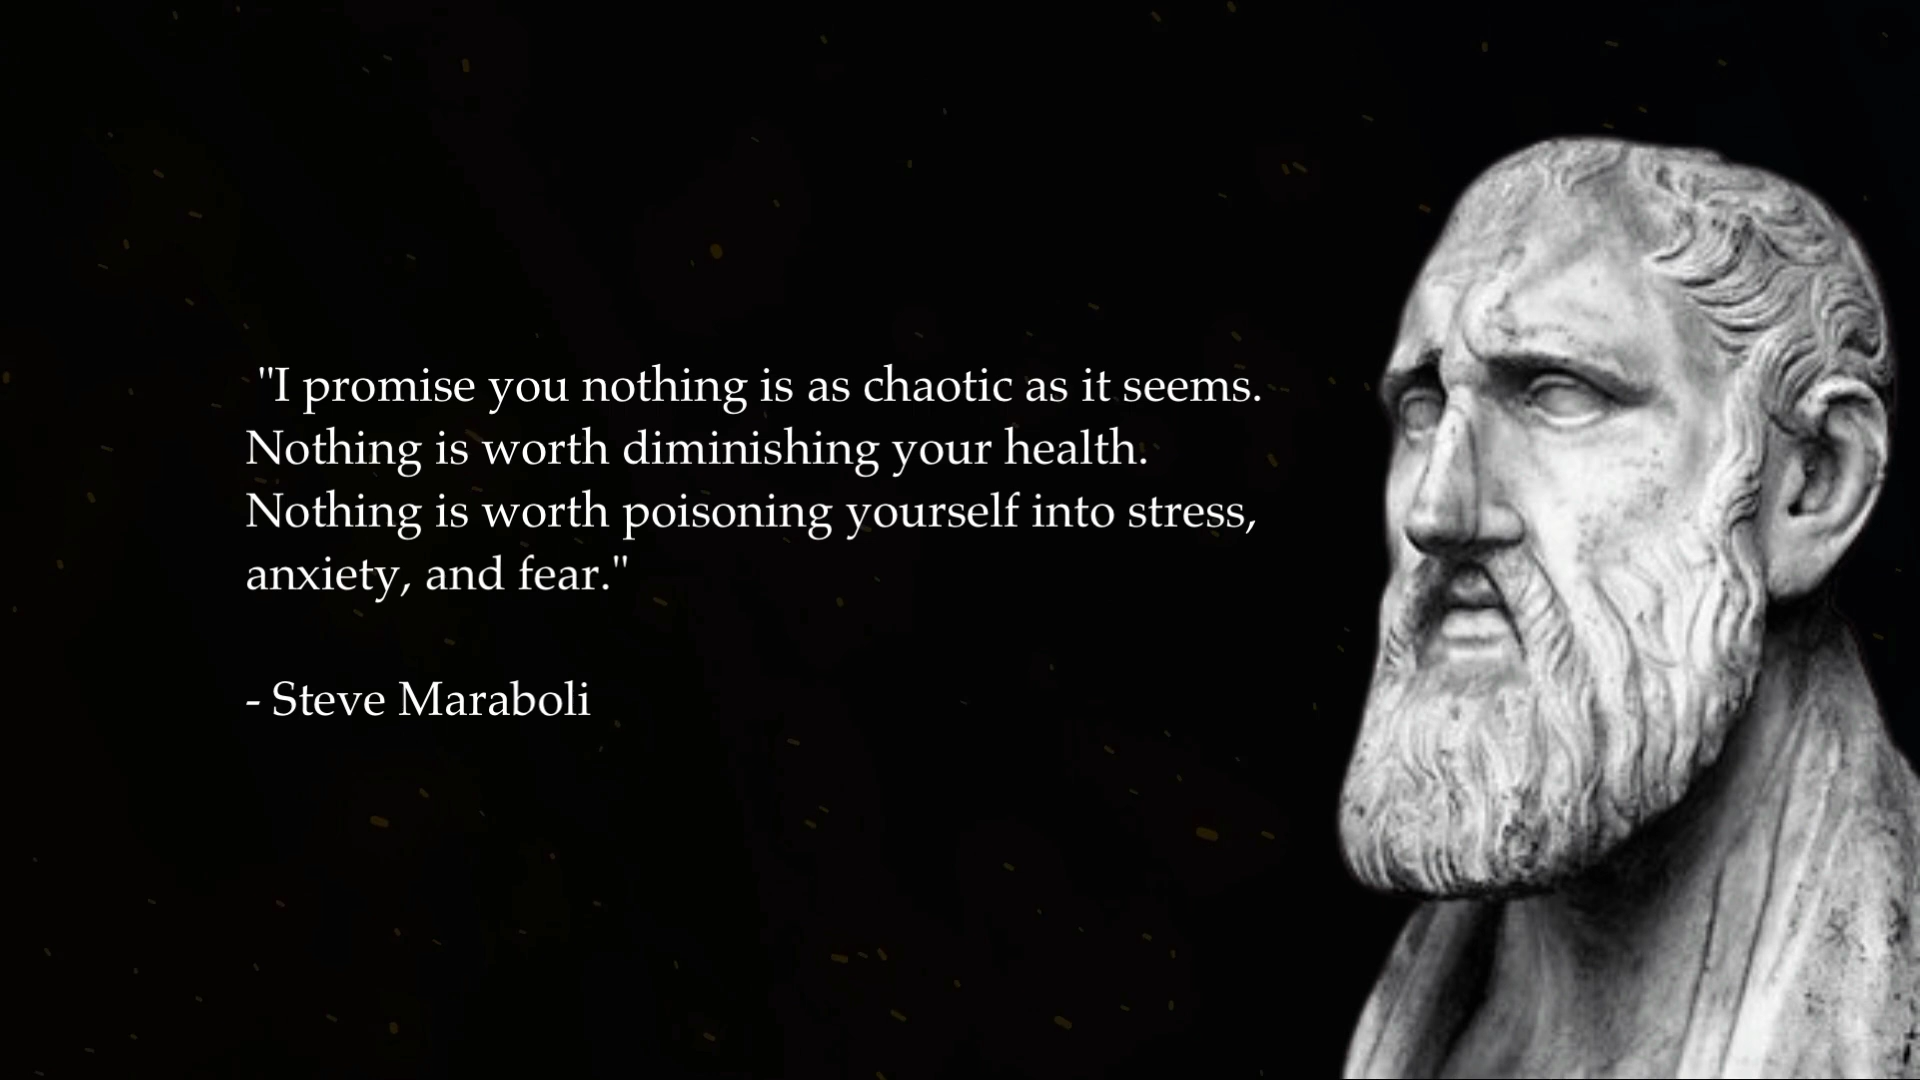 "I promise you nothing is as chaotic as it seems.
Nothing is worth diminishing your health.
Nothing is worth poisoning yourself into stress,
anxiety, and fear."
- Steve Maraboli